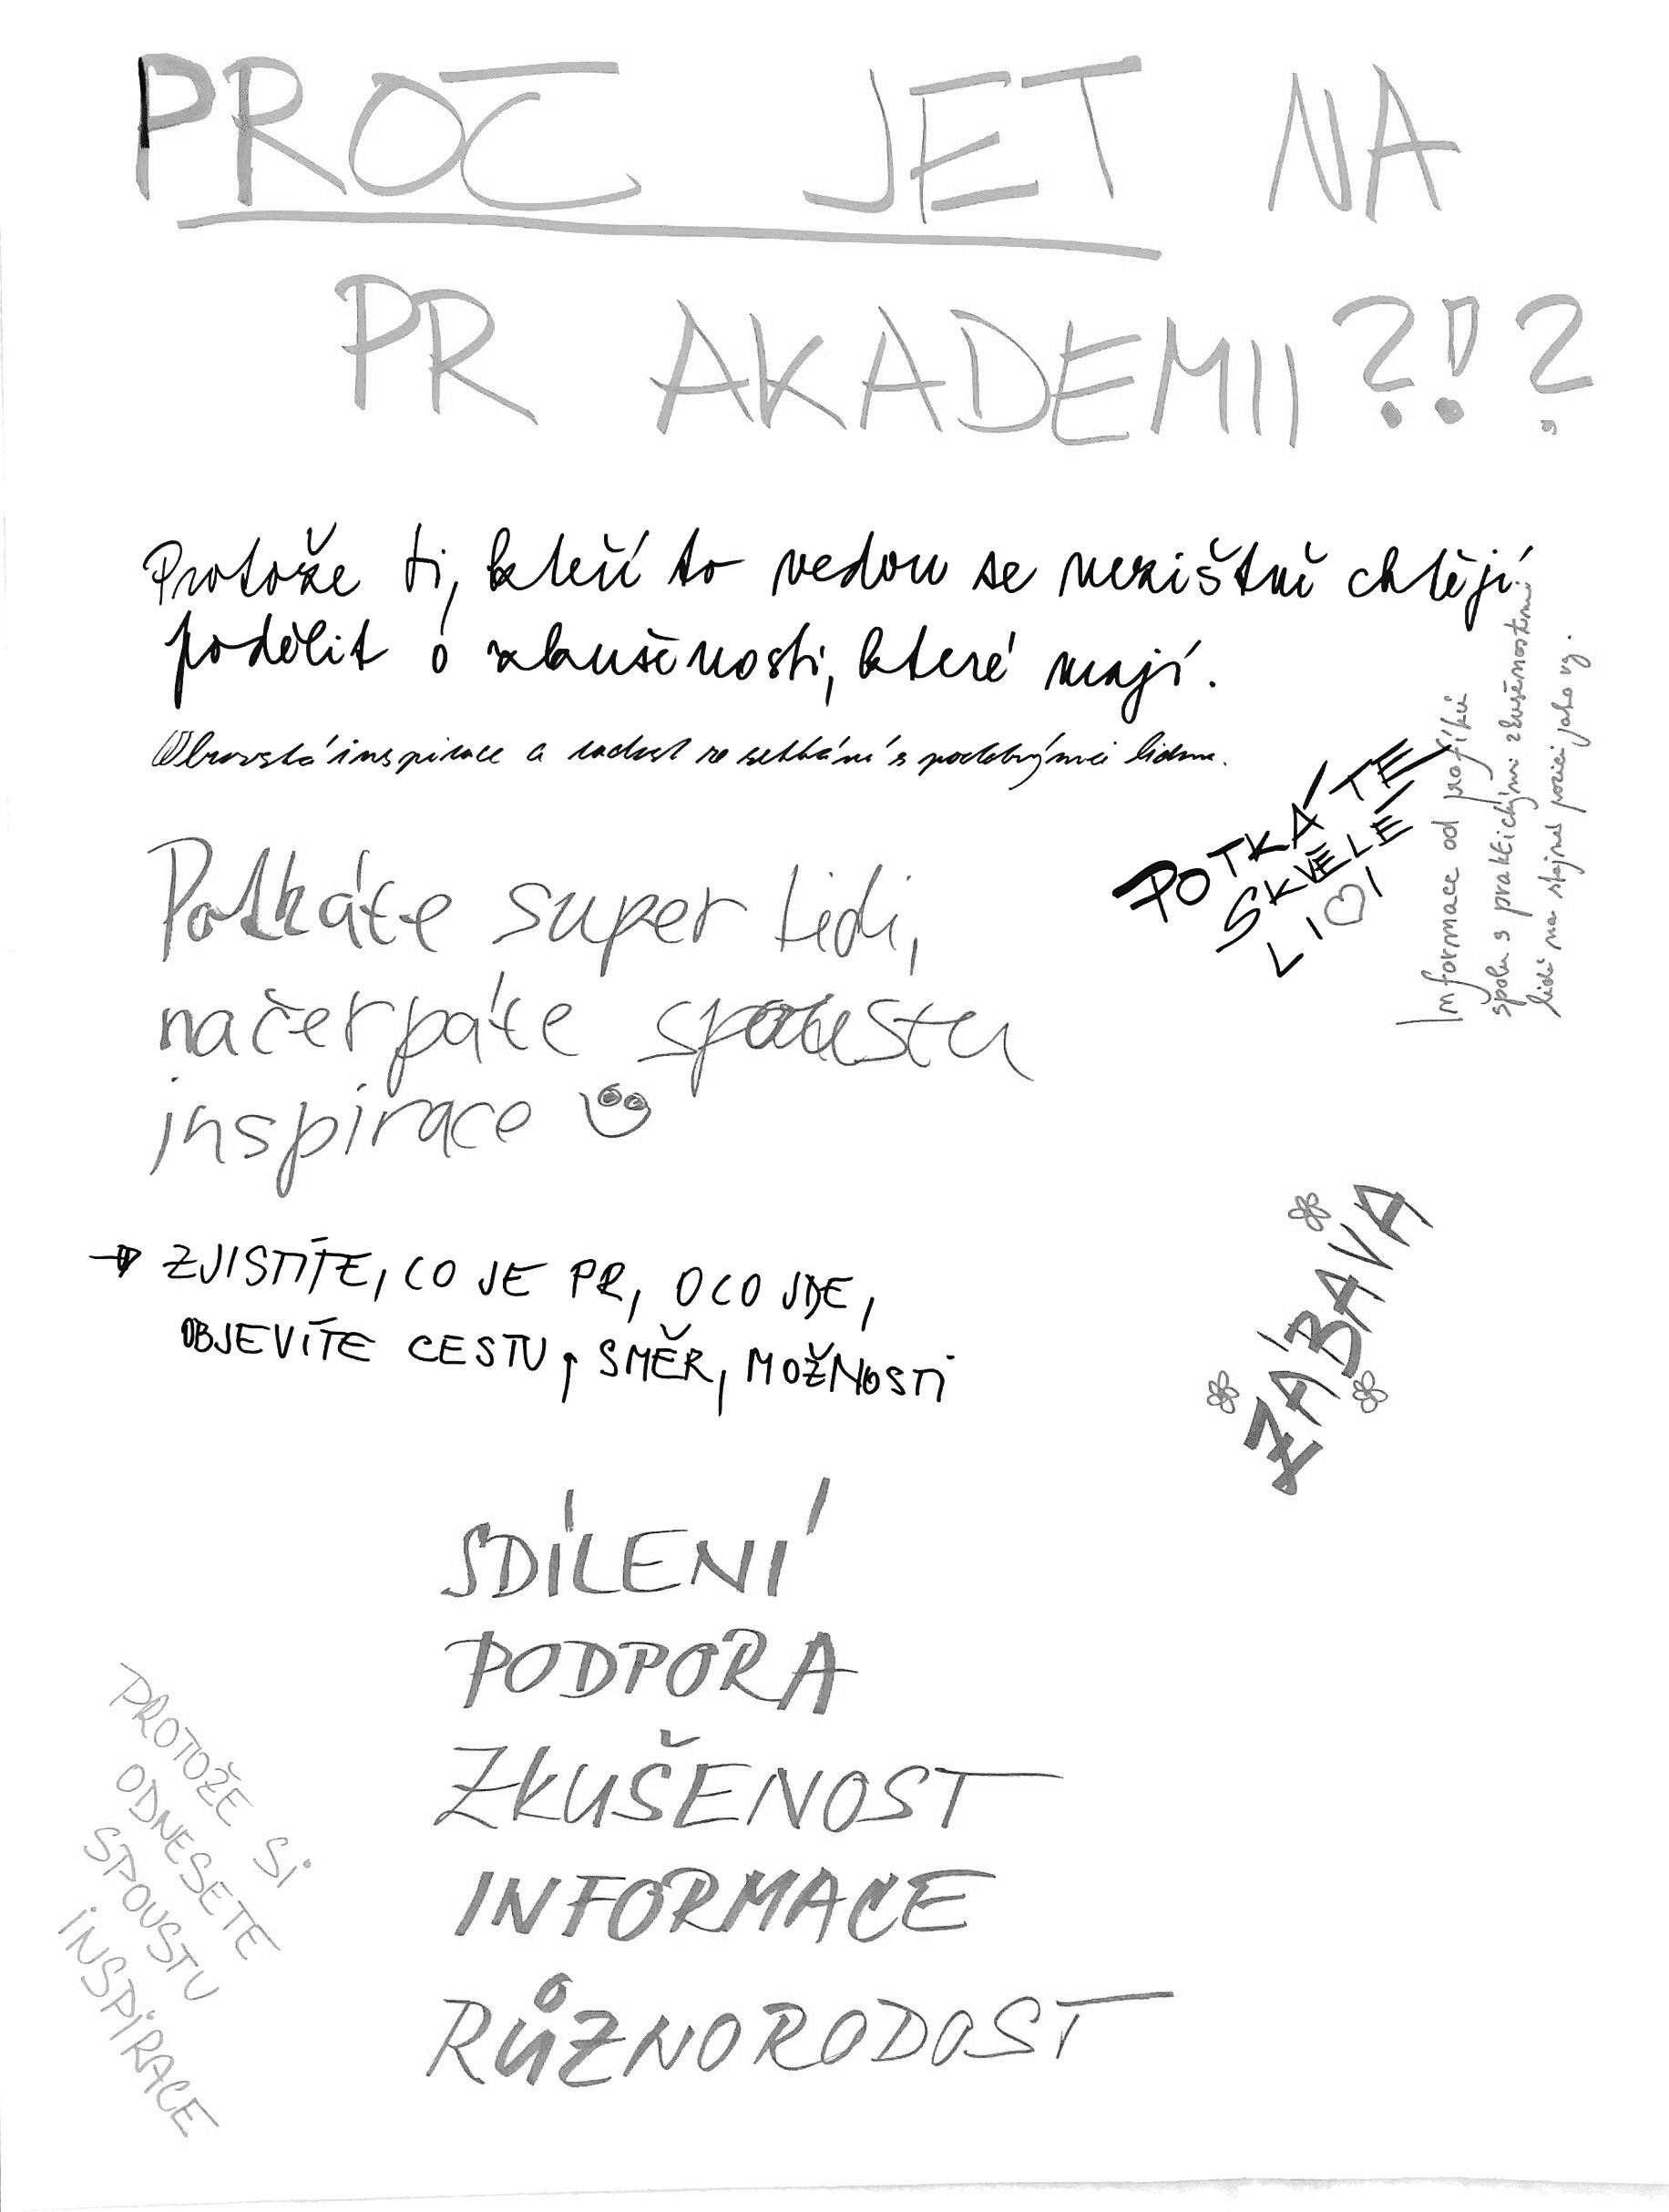 PROČ JET NA
PR AKADEMII?!?
Protože ti, kteří to vedou se nezištně chtějí
podělit o zkušenosti, které mají.
Obrovská inspirace a radost ze setkání s podobnými lidmi.
POTKÁTE
SKVĚLÉ
LIDI
Informace od profíků
spolu s praktickými zkušenostmi
lidí na stejné pozici jako vy.
Potkáte super lidi,
načerpáte spoustu
inspirace
→ ZJISTÍTE, CO JE PR, O CO JDE,
OBJEVÍTE CESTU, SMĚR, MOŽNOSTI
ZÁBAVA
SDÍLENÍ
PODPORA
ZKUŠENOST
INFORMACE
RŮZNORODOST
PROTOŽE SI
ODNESETE
SPOUSTU
INSPIRACE